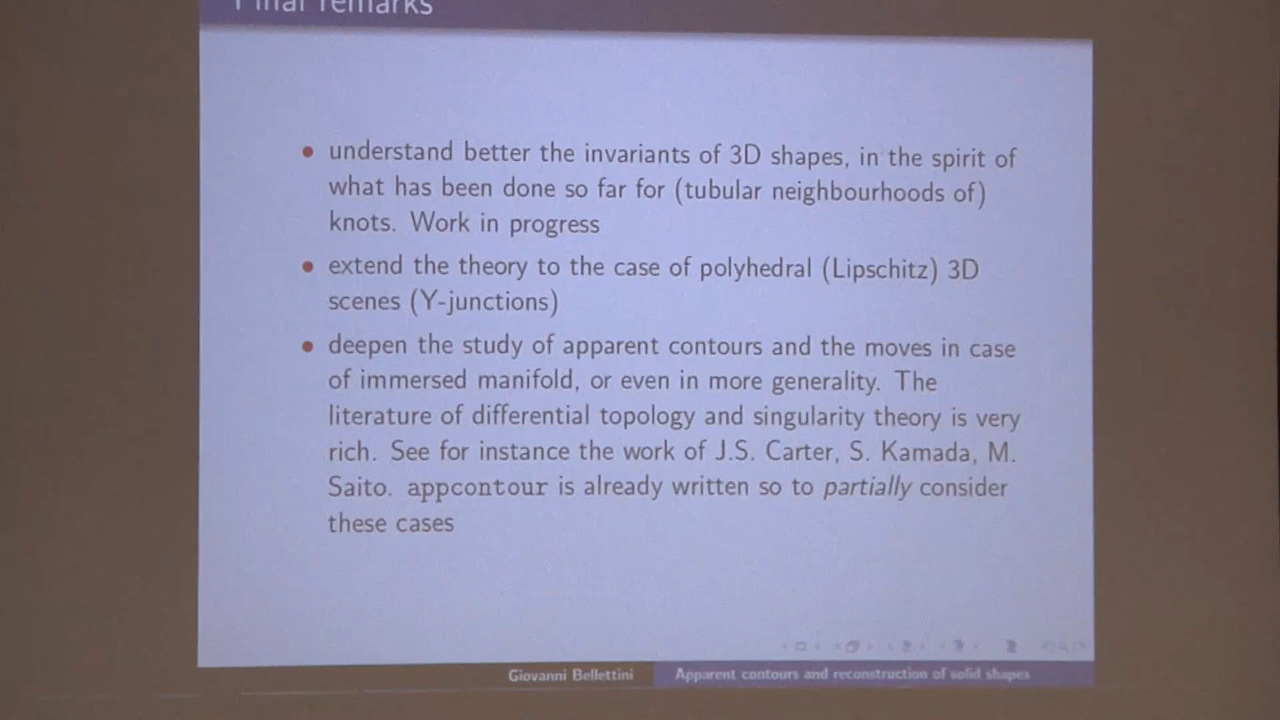 Final remarks
understand better the invariants of 3D shapes, in the spirit of
what has been done so far for (tubular neighbourhoods of)
knots. Work in progress
extend the theory to the case of polyhedral (Lipschitz) 3D
scenes (Y-junctions)
deepen the study of apparent contours and the moves in case
of immersed manifold, or even in more generality. The
literature of differential topology and singularity theory is very
rich. See for instance the work of J.S. Carter, S. Kamada, M.
Saito. appcontour is already written so to partially consider
these cases
Giovanni Bellettini Apparent contours and reconstruction of solid shapes